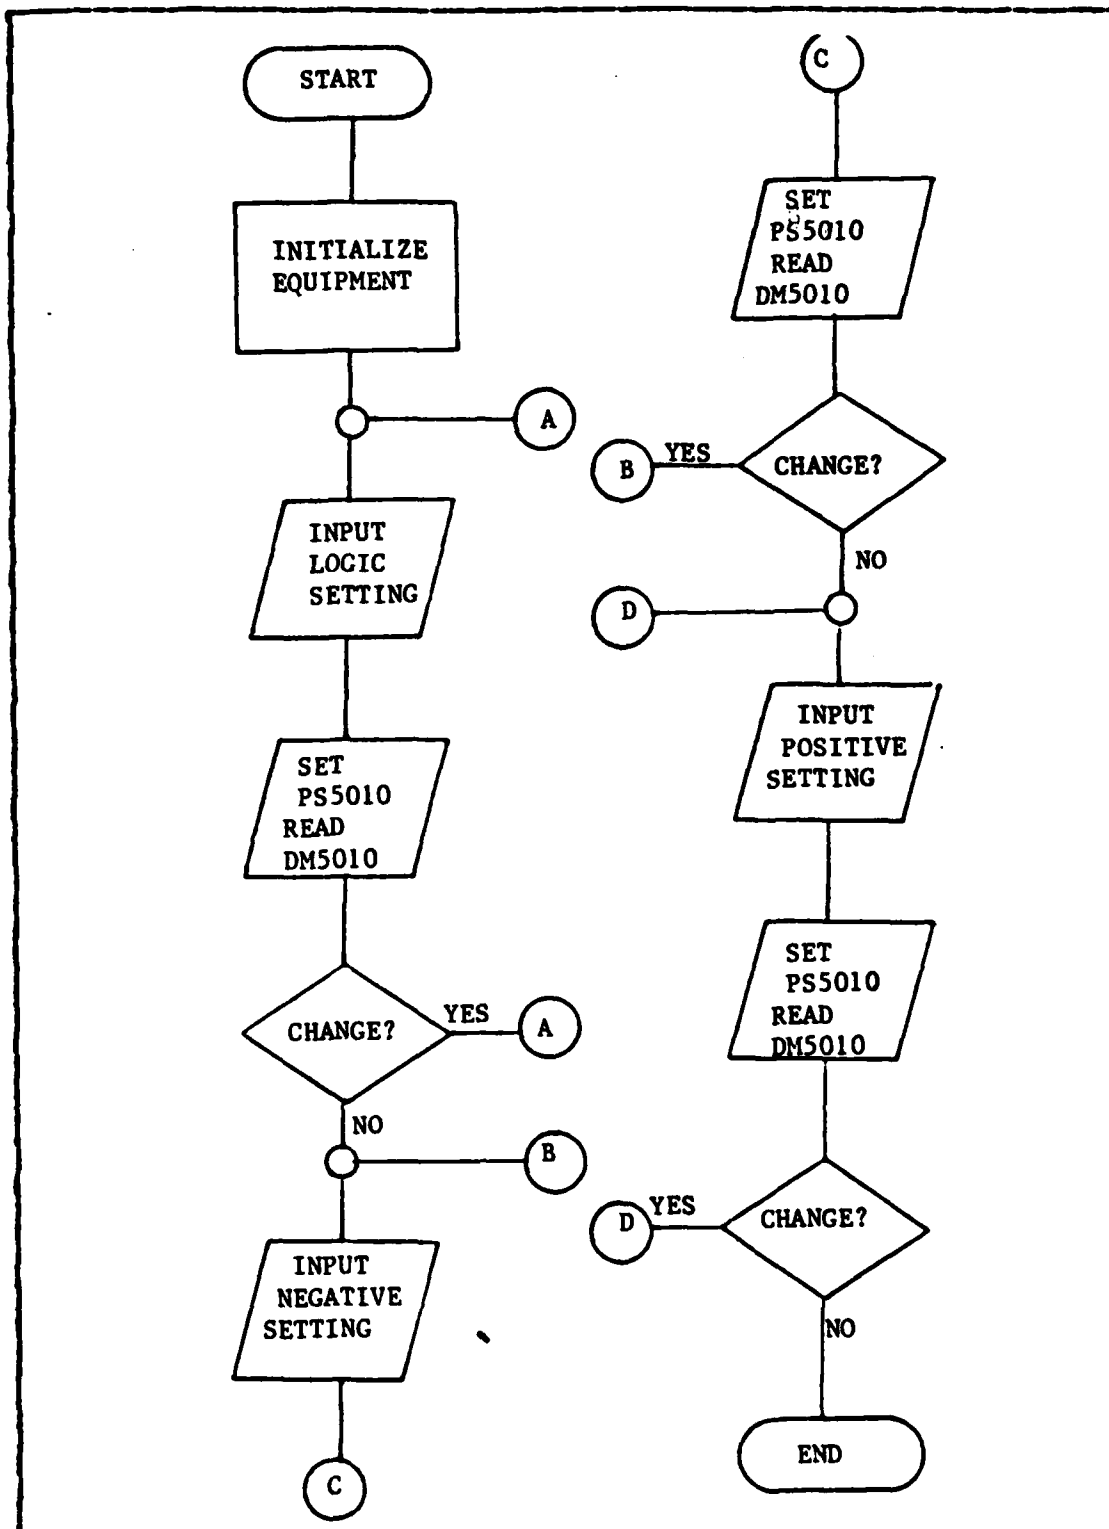 START
INITIALIZE
EQUIPMENT
A
INPUT
LOGIC
SETTING
SET
PS5010
READ
DM5010
CHANGE?
YES
A
NO
B
INPUT
NEGATIVE
SETTING
C
C
SET
PS5010
READ
DM5010
CHANGE?
YES
B
NO
D
INPUT
POSITIVE
SETTING
SET
PS5010
READ
DM5010
CHANGE?
YES
D
NO
END